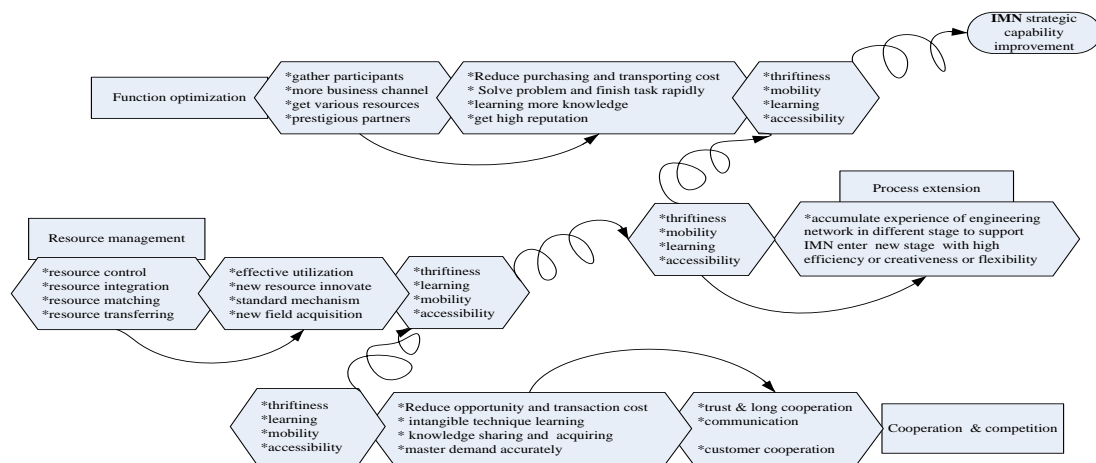 IMN strategic
capability
improvement
Function optimization
*gather participants
*more business channel
*get various resources
*prestigious partners
*Reduce purchasing and transporting cost
* Solve problem and finish task rapidly
*learning more knowledge
*get high reputation
*thriftiness
*mobility
*learning
*accessibility
Process extension
*thriftiness
*mobility
*learning
*accessibility
*accumulate experience of engineering
network in different stage to support
IMN enter new stage with high
efficiency or creativeness or flexibility
Resource management
*resource control
*resource integration
*resource matching
*resource transferring
*effective utilization
*new resource innovate
*standard mechanism
*new field acquisition
*thriftiness
*learning
*mobility
*accessibility
*thriftiness
*learning
*mobility
*accessibility
*Reduce opportunity and transaction cost
* intangible technique learning
* knowledge sharing and acquiring
*master demand accurately
*trust & long cooperation
*communication
*customer cooperation
Cooperation & competition